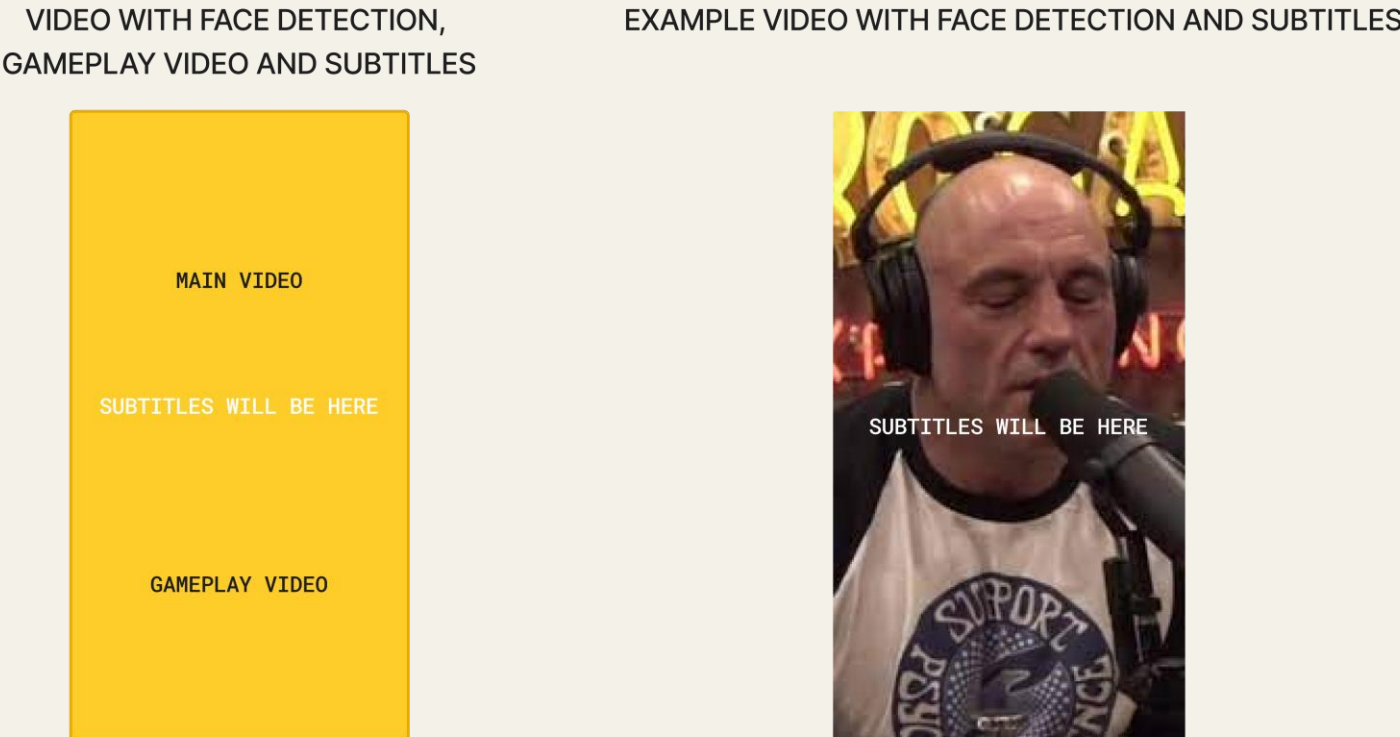 VIDEO WITH FACE DETECTION,
GAMEPLAY VIDEO AND SUBTITLES
EXAMPLE VIDEO WITH FACE DETECTION AND SUBTITLES
MAIN VIDEO
SUBTITLES WILL BE HERE
GAMEPLAY VIDEO
SUBTITLES WILL BE HERE
SUPPORT